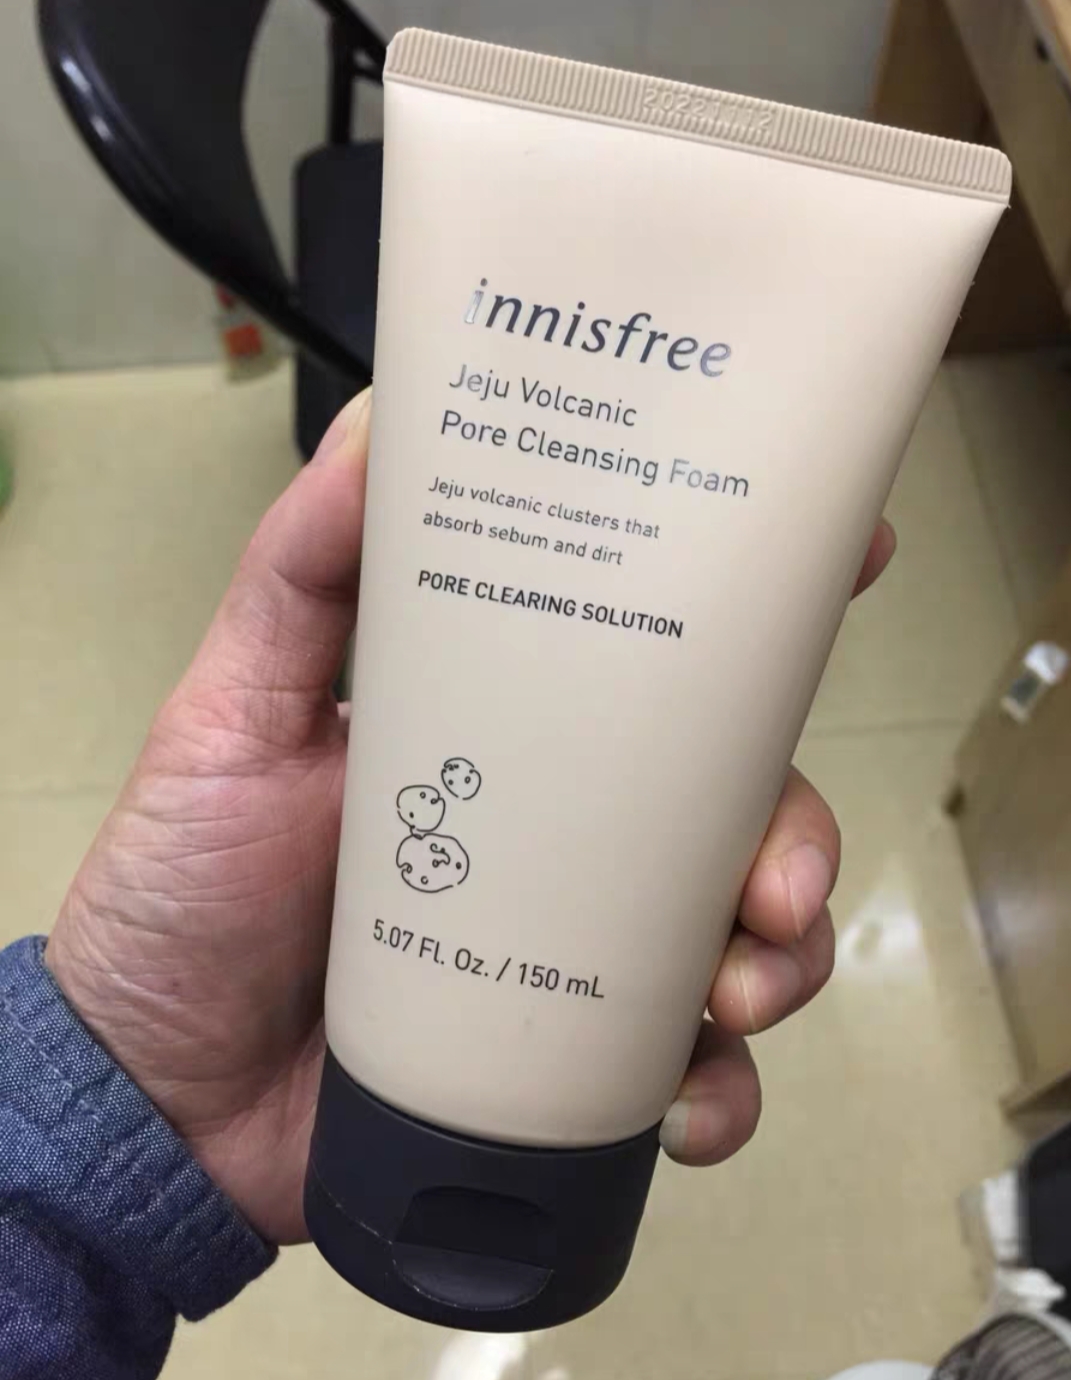 20221112
innisfree
Jeju Volcanic
Pore Cleansing Foam
Jeju volcanic clusters that
absorb sebum and dirt
PORE CLEARING SOLUTION
5.07 Fl. Oz. / 150 mL